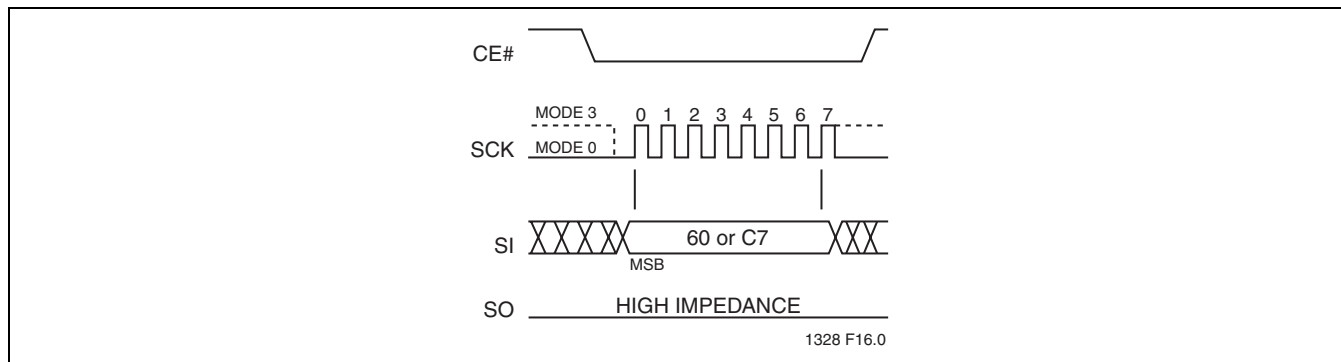 CE#
MODE 3
0 1 2 3 4 5 6 7
SCK
MODE 0
SI
60 or C7
MSB
SO
HIGH IMPEDANCE
1328 F16.0